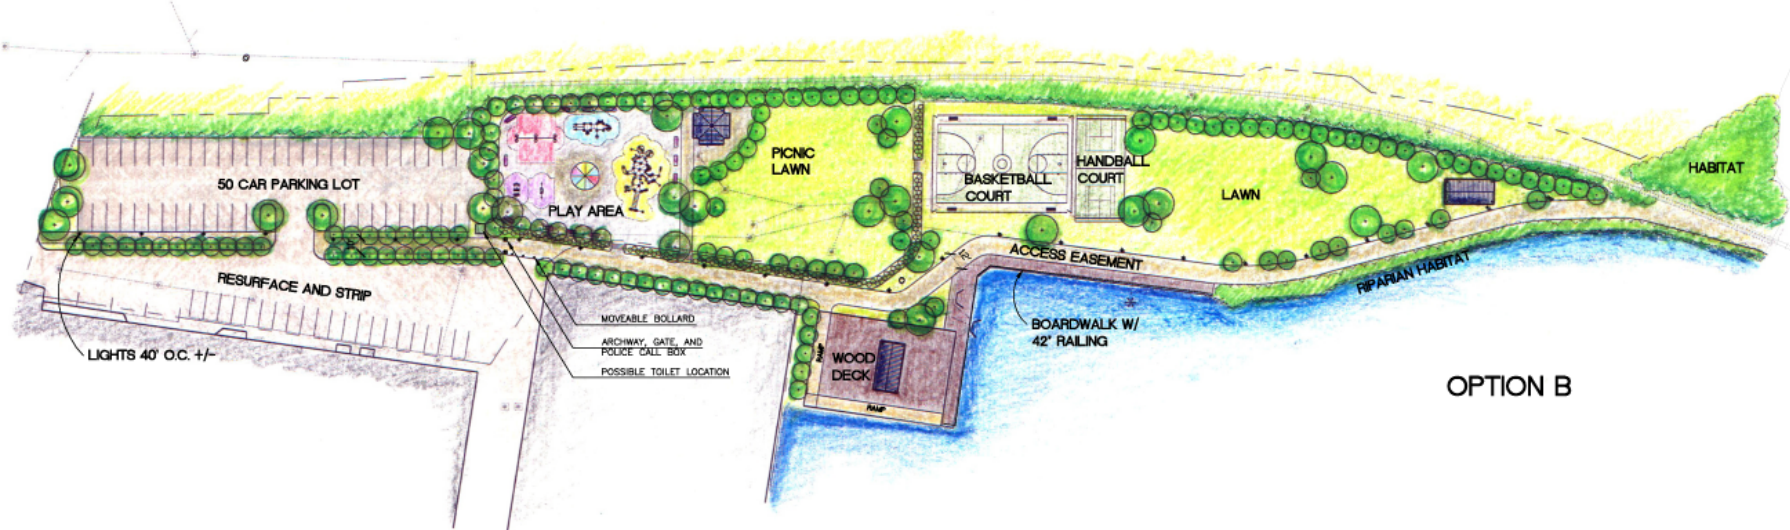 50 CAR PARKING LOT
PLAY AREA
PICNIC
LAWN
BASKETBALL
COURT
HANDBALL
COURT
LAWN
HABITAT
RESURFACE AND STRIP
ACCESS EASEMENT
RIPARIAN HABITAT
LIGHTS 40' O.C. +/-
MOVEABLE BOLLARD
ARCHWAY, GATE, AND
POLICE CALL BOX
POSSIBLE TOILET LOCATION
RAMP
WOOD
DECK
RAMP
BOARDWALK W/
42" RAILING
OPTION B